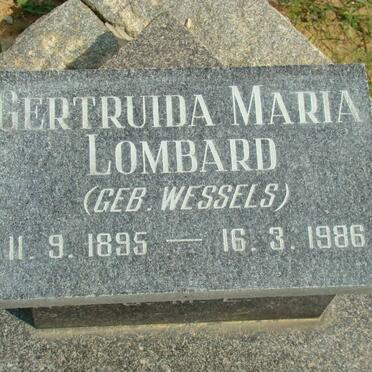 GERTRUIDA MARIA
LOMBARD
(GEB. WESSELS)
11. 9. 1895 — 16. 3. 1986